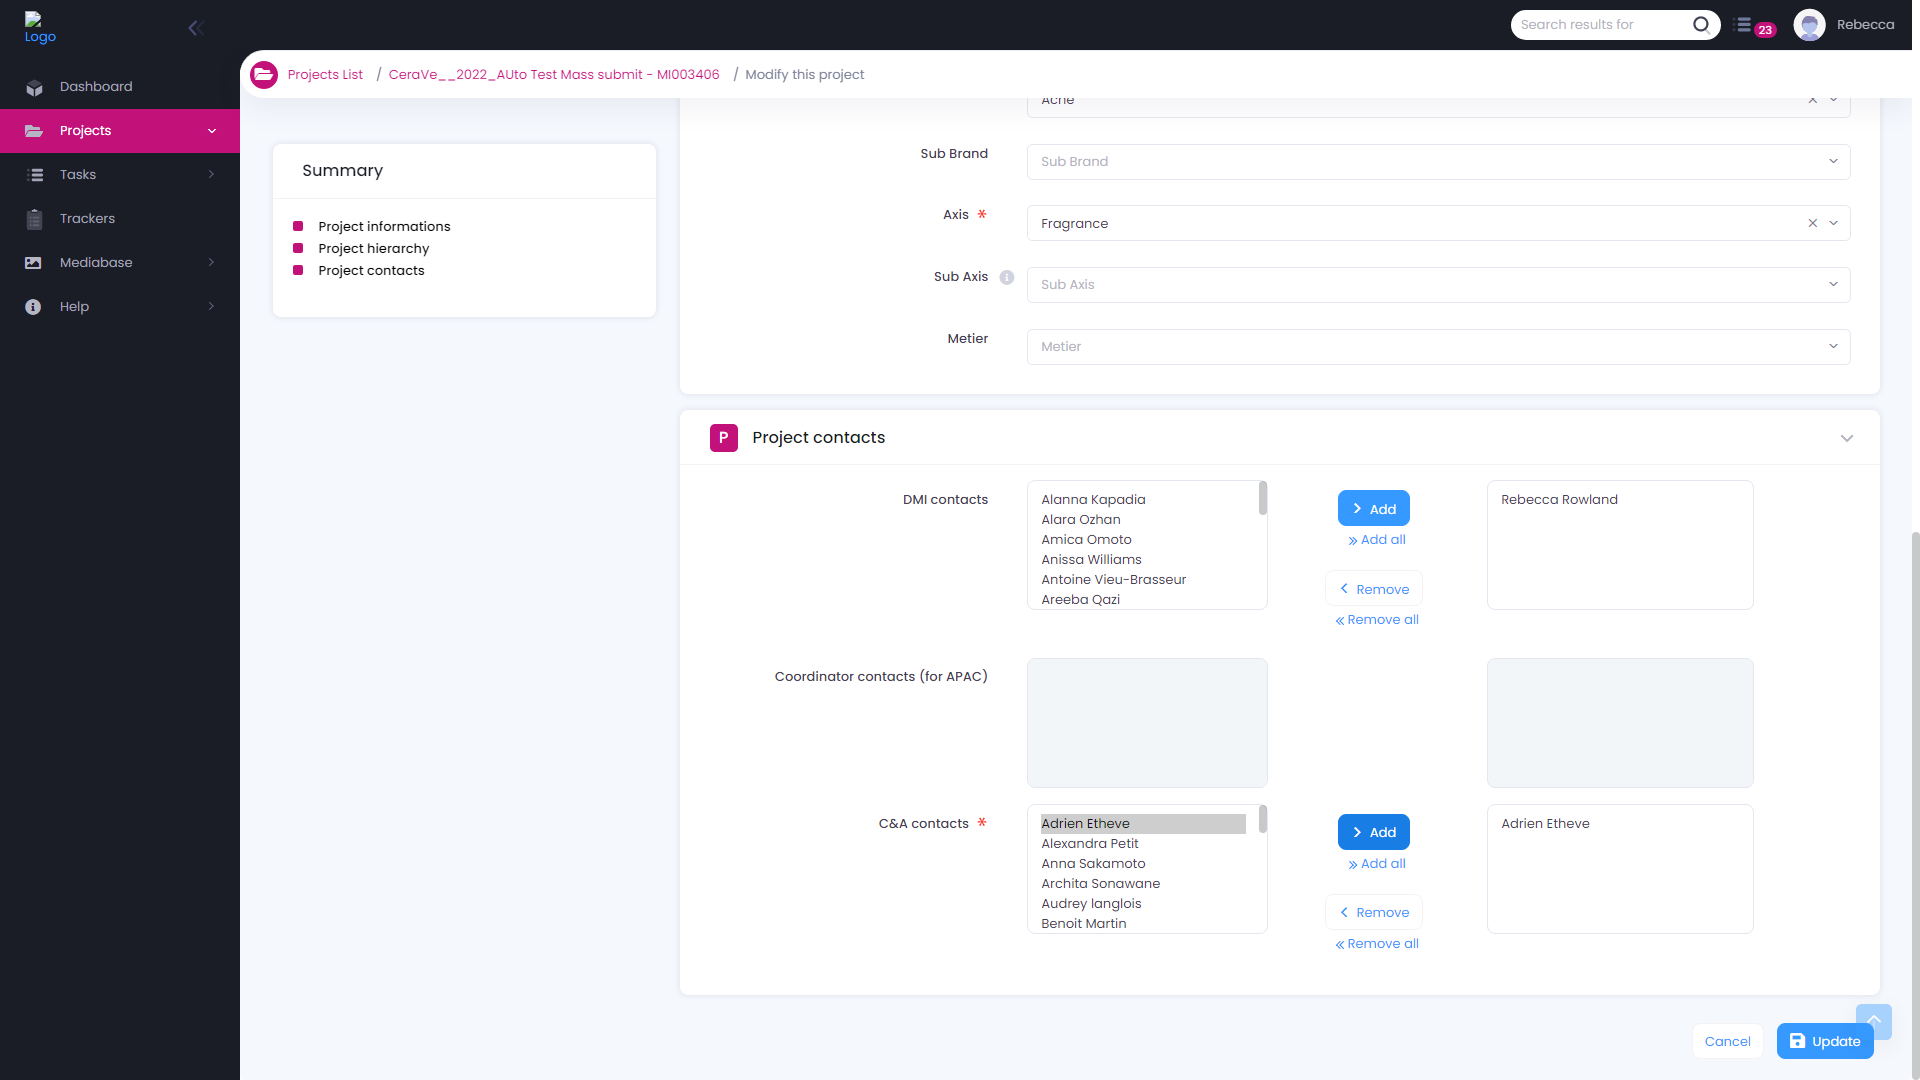 Logo
Search results for
23
Rebecca
Dashboard
Projects
Tasks
Trackers
Mediabase
Help
Projects List / CeraVe__2022_AUto Test Mass submit - MI003406 / Modify this project
Summary
Project informations
Project hierarchy
Project contacts
Acne
Sub Brand
Sub Brand
Axis *
Fragrance
Sub Axis
Sub Axis
Metier
Metier
P Project contacts
DMI contacts
Alanna Kapadia
Alara Ozhan
Amica Omoto
Anissa Williams
Antoine Vieu-Brasseur
Areeba Qazi
Add
Add all
Remove
Remove all
Rebecca Rowland
Coordinator contacts (for APAC)
C&A contacts *
Adrien Etheve
Alexandra Petit
Anna Sakamoto
Archita Sonawane
Audrey langlois
Benoit Martin
Add
Add all
Remove
Remove all
Adrien Etheve
Cancel
Update